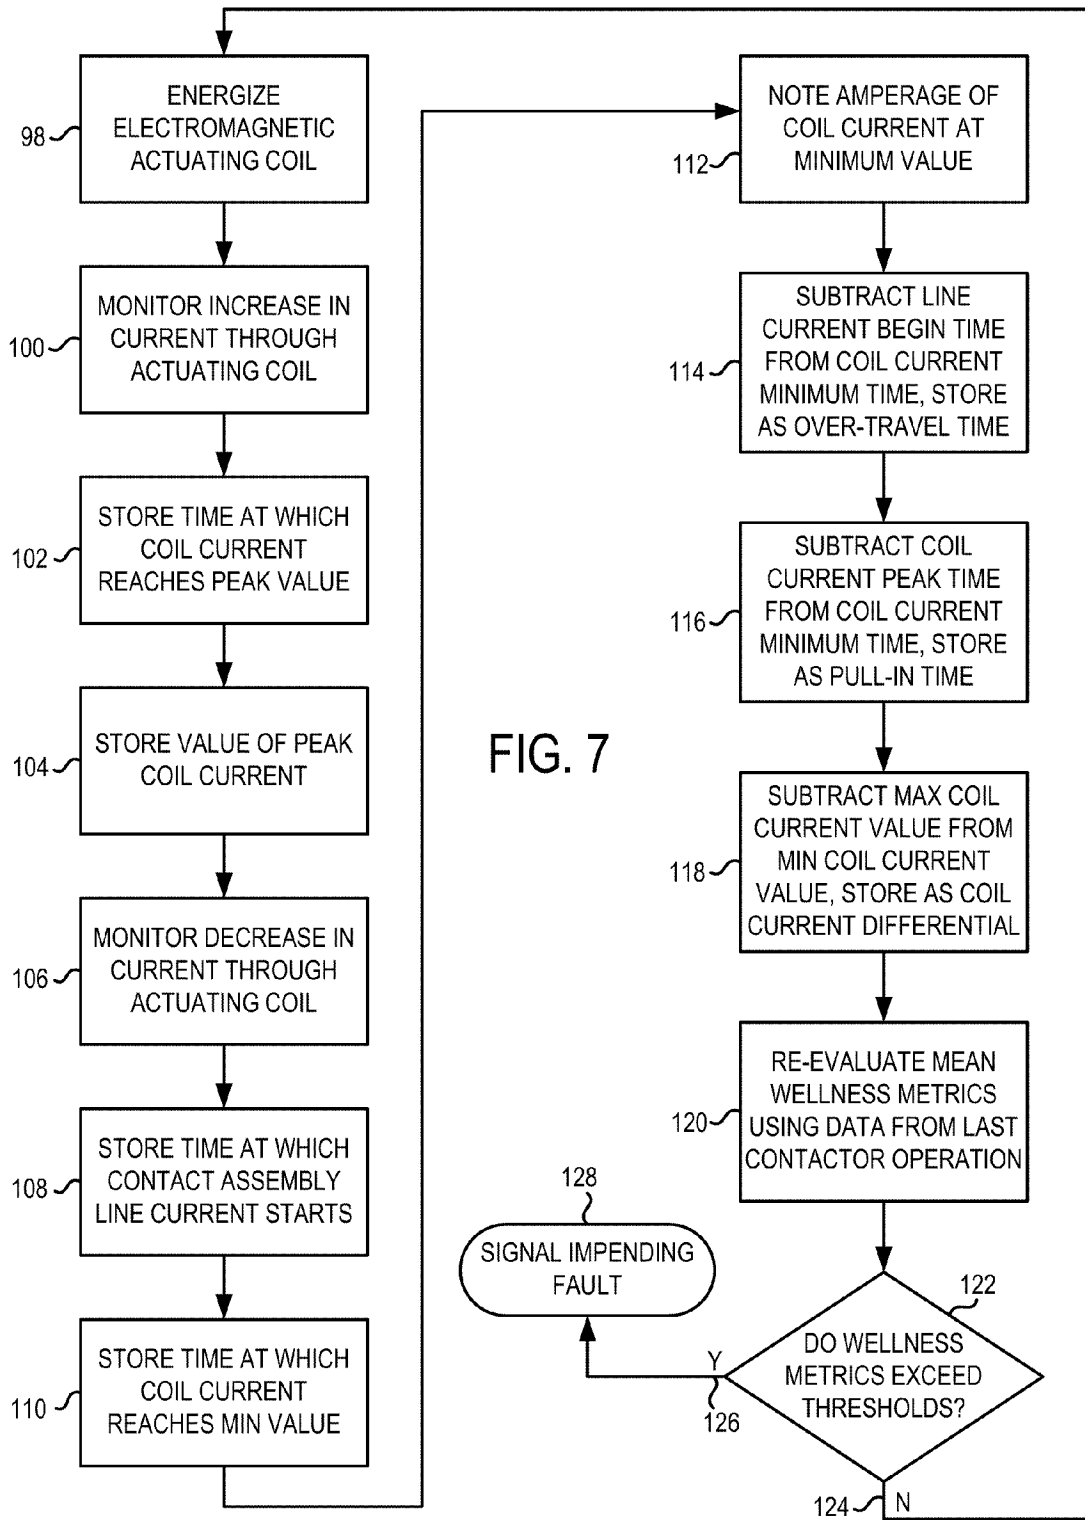 98
ENERGIZE
ELECTROMAGNETIC
ACTUATING COIL
100
MONITOR INCREASE IN
CURRENT THROUGH
ACTUATING COIL
102
STORE TIME AT WHICH
COIL CURRENT
REACHES PEAK VALUE
104
STORE VALUE OF PEAK
COIL CURRENT
106
MONITOR DECREASE IN
CURRENT THROUGH
ACTUATING COIL
108
STORE TIME AT WHICH
CONTACT ASSEMBLY
LINE CURRENT STARTS
110
STORE TIME AT WHICH
COIL CURRENT
REACHES MIN VALUE
112
NOTE AMPERAGE OF
COIL CURRENT AT
MINIMUM VALUE
114
SUBTRACT LINE
CURRENT BEGIN TIME
FROM COIL CURRENT
MINIMUM TIME, STORE
AS OVER-TRAVEL TIME
116
SUBTRACT COIL
CURRENT PEAK TIME
FROM COIL CURRENT
MINIMUM TIME, STORE
AS PULL-IN TIME
FIG. 7
118
SUBTRACT MAX COIL
CURRENT VALUE FROM
MIN COIL CURRENT
VALUE, STORE AS COIL
CURRENT DIFFERENTIAL
120
RE-EVALUATE MEAN
WELLNESS METRICS
USING DATA FROM LAST
CONTACTOR OPERATION
122
DO WELLNESS
METRICS EXCEED
THRESHOLDS?
Y
126
128
SIGNAL IMPENDING
FAULT
124
N